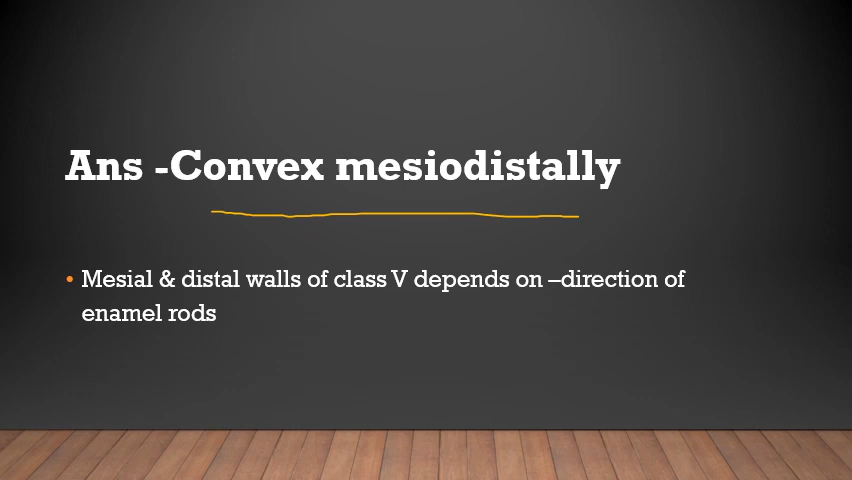 Ans -Convex mesiodistally
• Mesial & distal walls of class V depends on –direction of
enamel rods